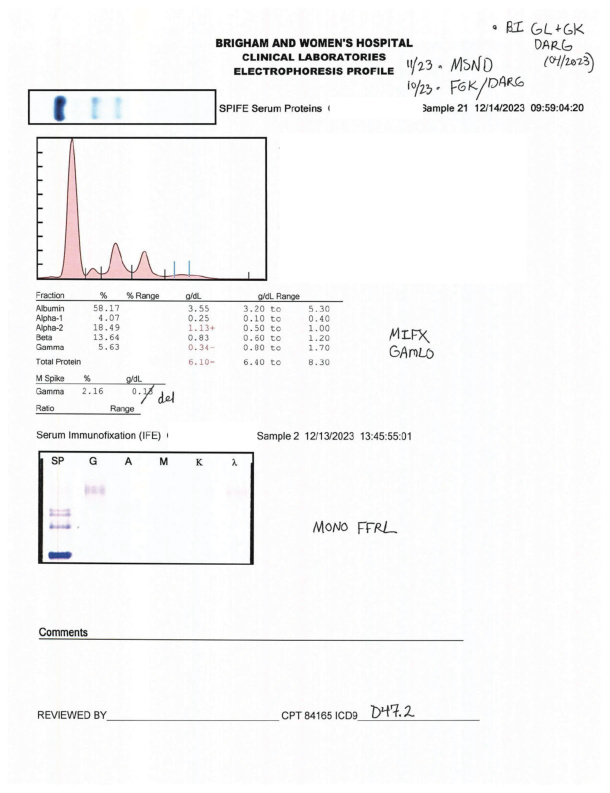 • BI GL+GK
DARG
(04/2023)
BRIGHAM AND WOMEN'S HOSPITAL
CLINICAL LABORATORIES
ELECTROPHORESIS PROFILE
11/23 • MSND
10/23 • FGK/DARG
SPIFE Serum Proteins (
Sample 21 12/14/2023 09:59:04:20
Fraction % % Range g/dL g/dL Range
Albumin 58.17 3.55 3.20 to 5.30
Alpha-1 4.07 0.25 0.10 to 0.40
Alpha-2 18.49 1.13+ 0.50 to 1.00
Beta 13.64 0.83 0.60 to 1.20
Gamma 5.63 0.34- 0.80 to 1.70
Total Protein 6.10- 6.40 to 8.30
MIFX
GAMLO
M Spike % g/dL
Gamma 2.16 0.13 del
Ratio Range
Serum Immunofixation (IFE)
Sample 2 12/13/2023 13:45:55:01
SP G A M K λ
MONO FFRL
Comments
REVIEWED BY CPT 84165 ICD9 D47.2